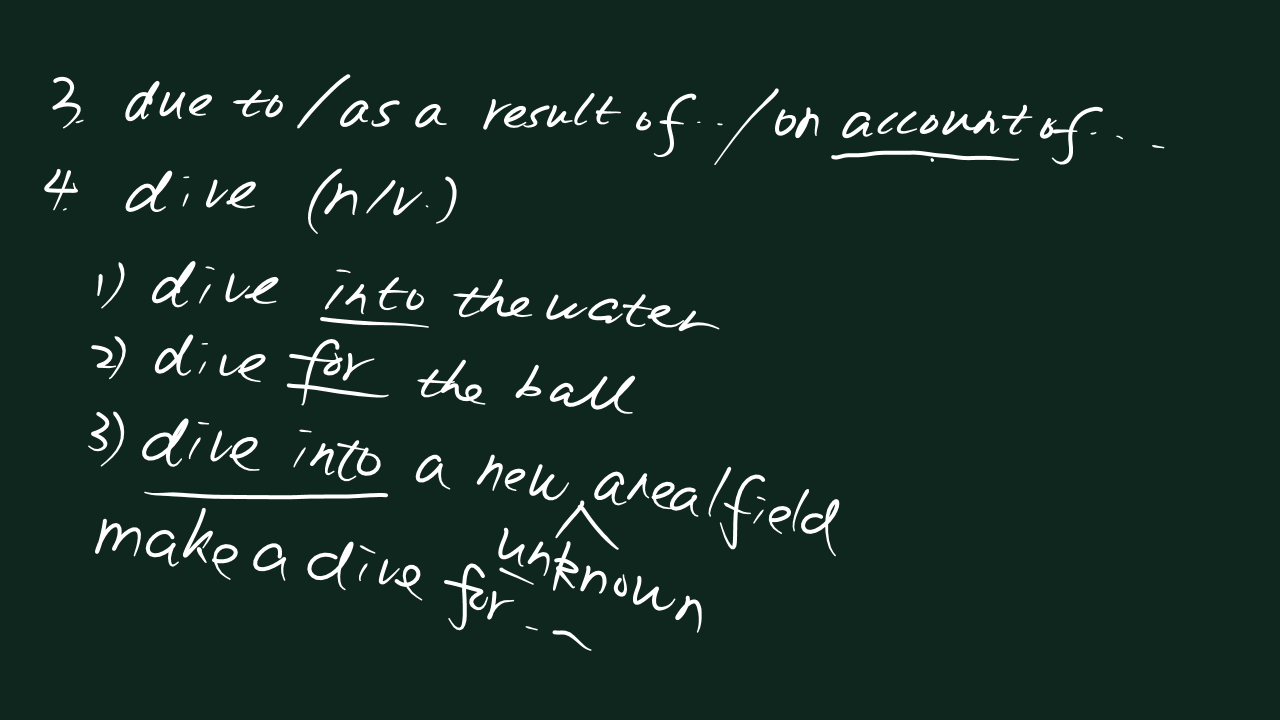 3. due to / as a result of... / on account of...
4. dive (n/v.)
1) dive into the water
2) dive for the ball
3) dive into a new area/field
unknown
make a dive for...